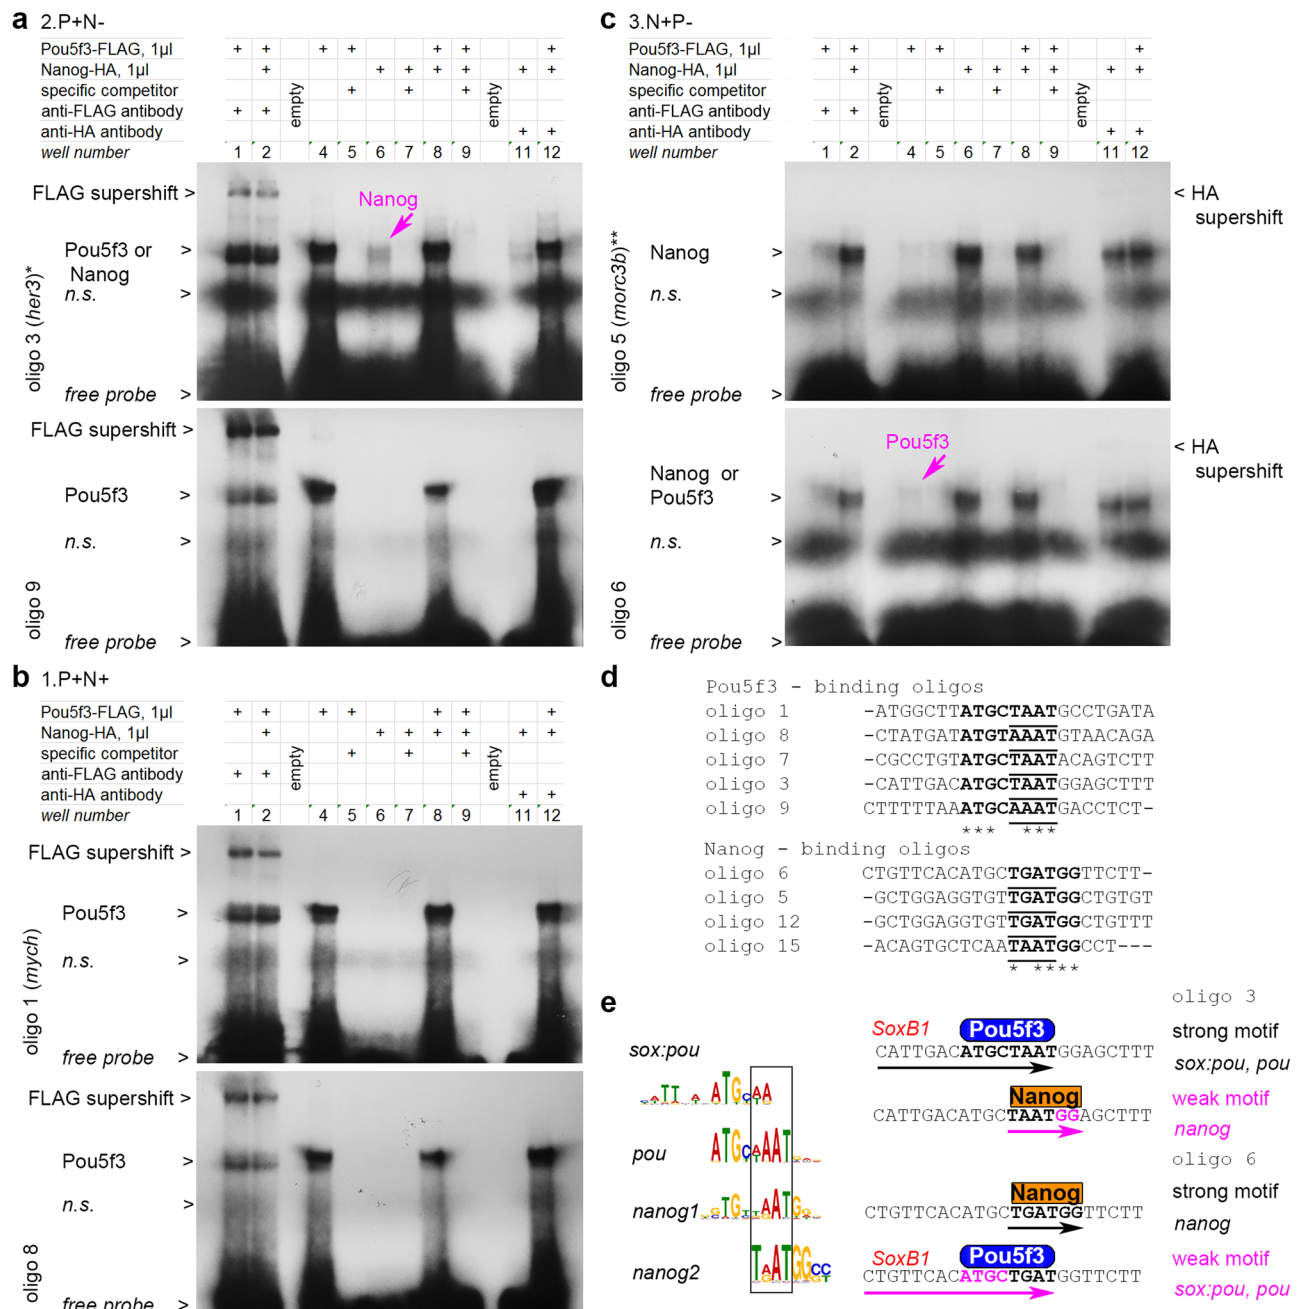 a 2.P+N-
Pou5f3-FLAG, 1µl + + + + + + +
Nanog-HA, 1µl + + + + + + +
specific competitor + + +
anti-FLAG antibody + +
anti-HA antibody + +
empty
empty
well number 1 2 4 5 6 7 8 9 11 12
FLAG supershift >
Nanog
Pou5f3 or >
Nanog
n.s. >
free probe >
oligo 3 (her3)*
FLAG supershift >
Pou5f3 >
n.s. >
free probe >
oligo 9
b 1.P+N+
Pou5f3-FLAG, 1µl + + + + + + +
Nanog-HA, 1µl + + + + + + +
specific competitor + + +
anti-FLAG antibody + +
anti-HA antibody + +
empty
empty
well number 1 2 4 5 6 7 8 9 11 12
FLAG supershift >
Pou5f3 >
n.s. >
free probe >
oligo 1 (mych)
FLAG supershift >
Pou5f3 >
n.s. >
free probe >
oligo 8
c 3.N+P-
Pou5f3-FLAG, 1µl + + + + + + +
Nanog-HA, 1µl + + + + + + +
specific competitor + + +
anti-FLAG antibody + +
anti-HA antibody + +
empty
empty
well number 1 2 4 5 6 7 8 9 11 12
< HA
supershift
Nanog >
n.s. >
free probe >
oligo 5 (morc3b)**
Pou5f3
< HA
supershift
Nanog or
Pou5f3 >
n.s. >
free probe >
oligo 6
d
Pou5f3 - binding oligos
oligo 1 -ATGGCTTATGCTAATGCCTGATA
oligo 8 -CTATGATATGTAAATGTAACAGA
oligo 7 -CGCCTGTATGCTAATACAGTCTT
oligo 3 -CATTGACATGCTAATGGAGCTTT
oligo 9 CTTTTTAAATGCAAATGACCTCT-
*** ***
Nanog - binding oligos
oligo 6 CTGTTCACATGCTGATGGTTCTT-
oligo 5 -GCTGGAGGTGTTGATGGCTGTGT
oligo 12 -GCTGGAGGTGTTGATGGCTGTTT
oligo 15 -ACAGTGCTCAATAATGGCCT---
* ****
e
sox:pou
pou
nanog1
nanog2
oligo 3
SoxB1 Pou5f3 strong motif
CATTGACATGCTAATGGAGCTTT sox:pou, pou
Nanog weak motif
CATTGACATGCTAATGGAGCTTT nanog
oligo 6
Nanog strong motif
CTGTTCACATGCTGATGGTTCTT nanog
SoxB1 Pou5f3 weak motif
CTGTTCACATGCTGATGGTTCTT sox:pou, pou